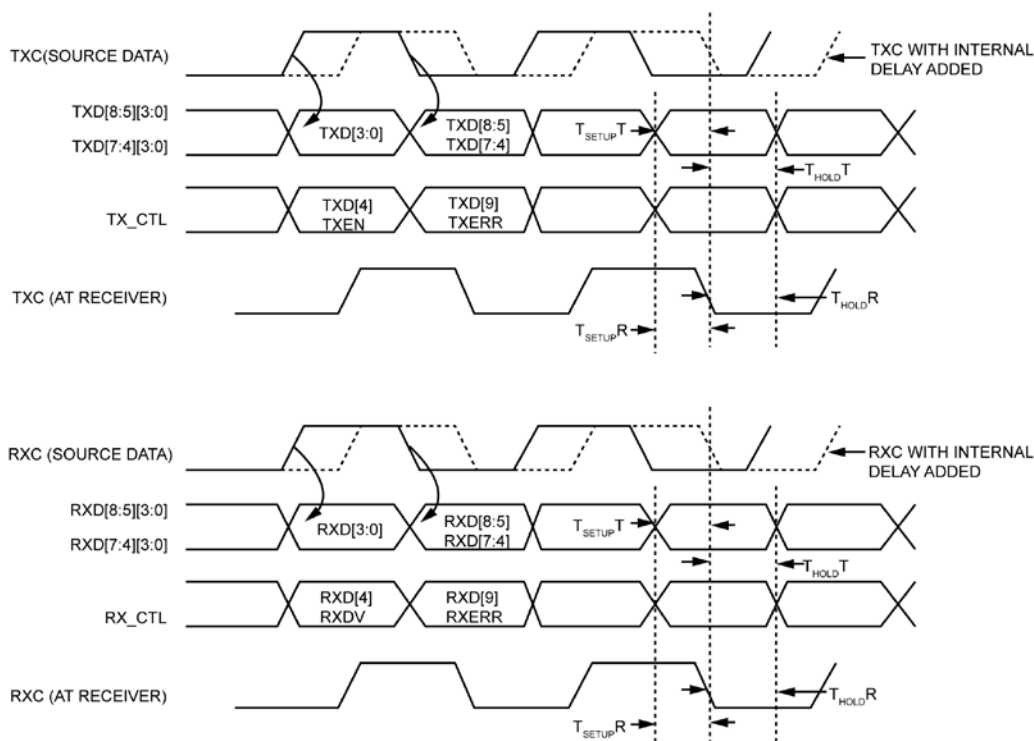 TXC(SOURCE DATA)
TXC WITH INTERNAL
DELAY ADDED
TXD[8:5][3:0]
TXD[7:4][3:0]
TXD[3:0]
TXD[8:5]
TXD[7:4]
TSETUPT
THOLDT
TX_CTL
TXD[4]
TXEN
TXD[9]
TXERR
TXC (AT RECEIVER)
THOLDR
TSETUPR
RXC (SOURCE DATA)
RXC WITH INTERNAL
DELAY ADDED
RXD[8:5][3:0]
RXD[7:4][3:0]
RXD[3:0]
RXD[8:5]
RXD[7:4]
TSETUPT
THOLDT
RX_CTL
RXD[4]
RXDV
RXD[9]
RXERR
RXC (AT RECEIVER)
THOLDR
TSETUPR